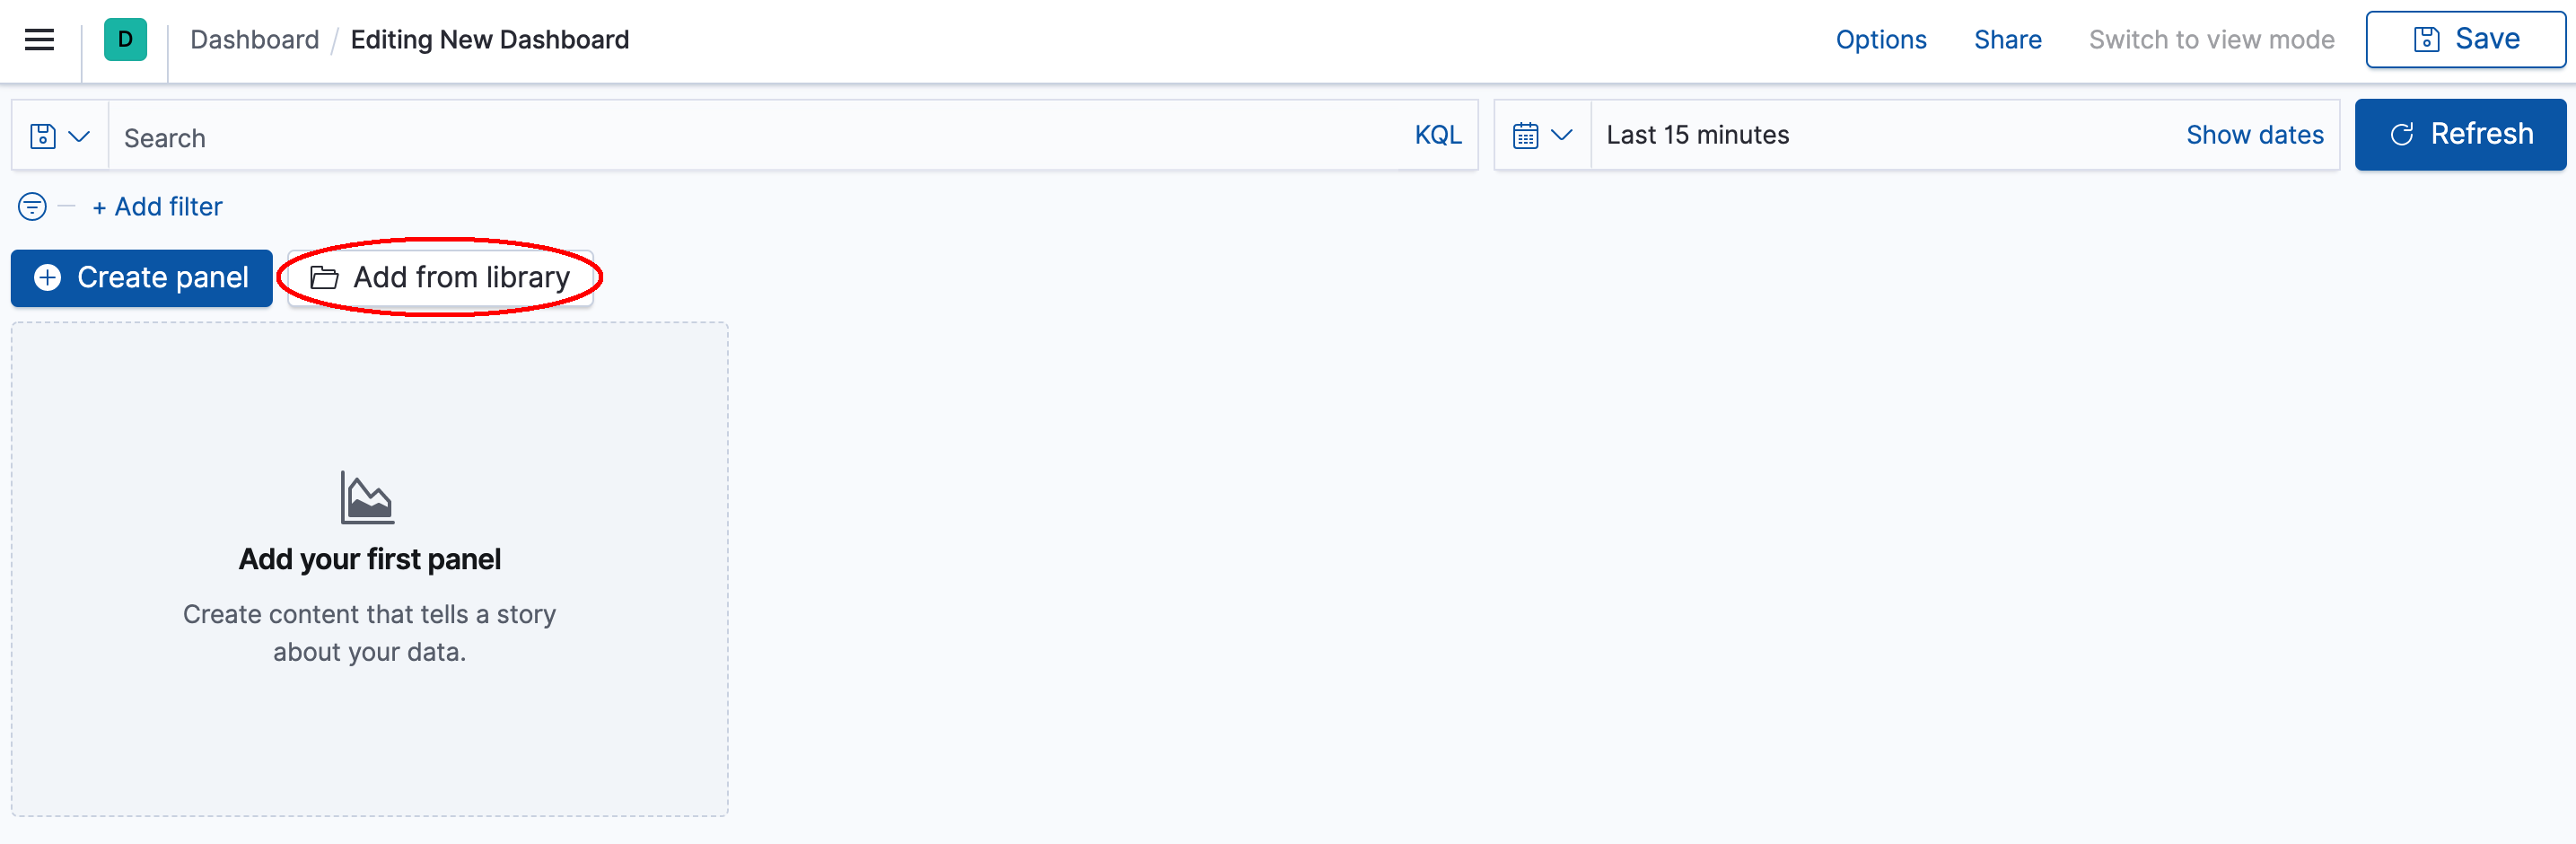 D Dashboard / Editing New Dashboard Options Share Switch to view mode Save
Search KQL Last 15 minutes Show dates Refresh
+ Add filter
Create panel Add from library
Add your first panel
Create content that tells a story
about your data.